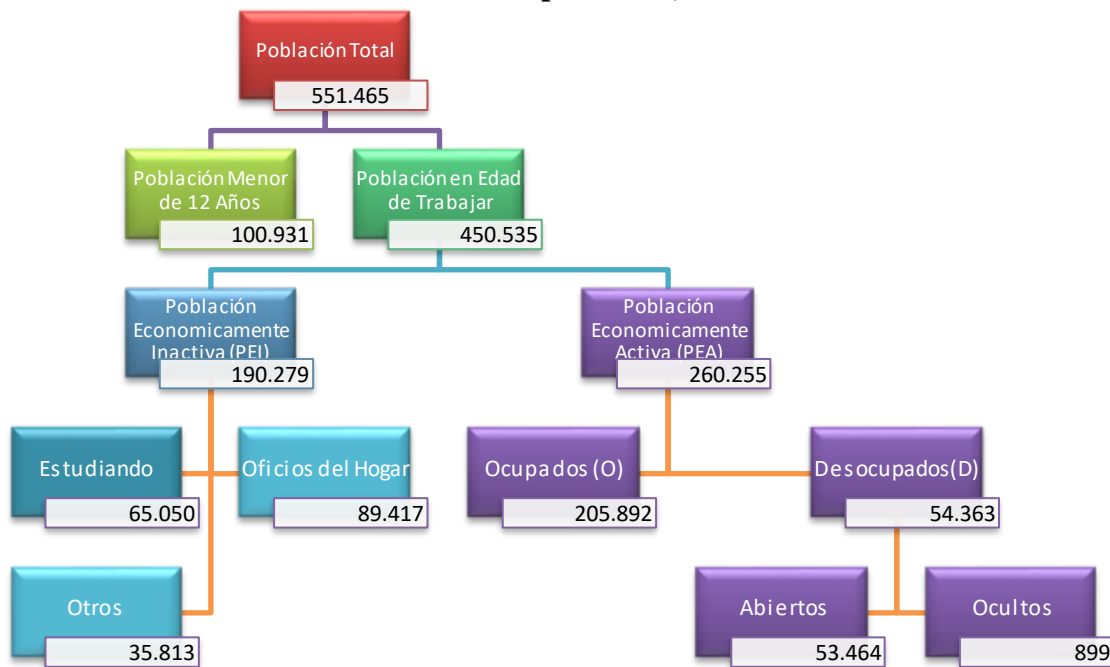 Población Total
551.465
Población Menor
de 12 Años
100.931
Población en Edad
de Trabajar
450.535
Población
Economicamente
Inactiva (PEI)
190.279
Población
Economicamente
Activa (PEA)
260.255
Estudiando
65.050
Oficios del Hogar
89.417
Ocupados (O)
205.892
Desocupados(D)
54.363
Otros
35.813
Abiertos
53.464
Ocultos
899